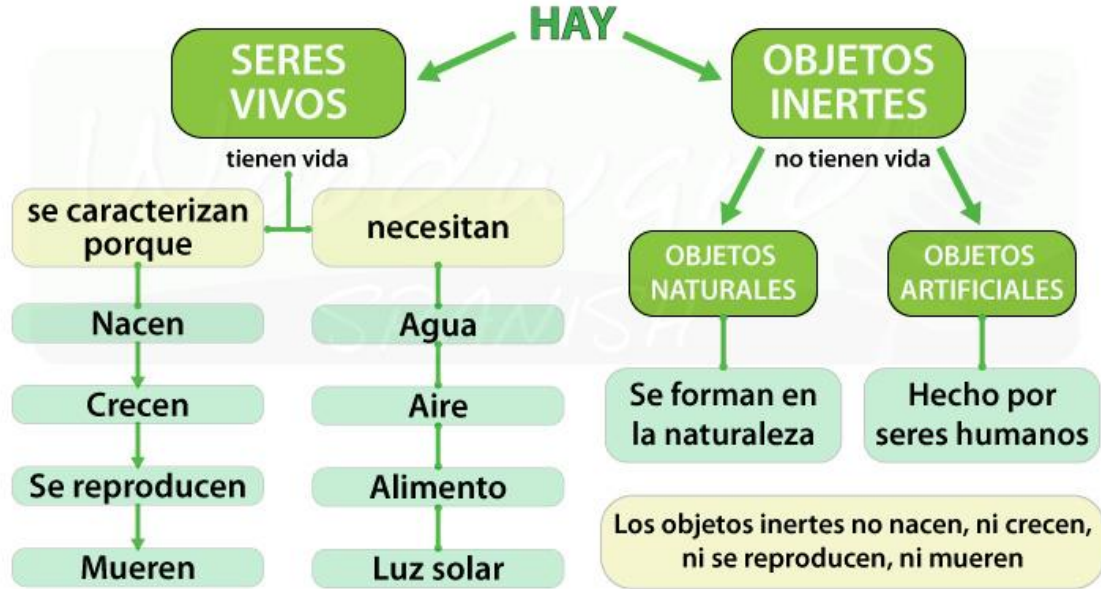 HAY
SERES
VIVOS
tienen vida
se caracterizan
porque
Nacen
Crecen
Se reproducen
Mueren
necesitan
Agua
Aire
Alimento
Luz solar
OBJETOS
INERTES
no tienen vida
OBJETOS
NATURALES
Se forman en
la naturaleza
OBJETOS
ARTIFICIALES
Hecho por
seres humanos
Los objetos inertes no nacen, ni crecen,
ni se reproducen, ni mueren
Woodward
SPANISH